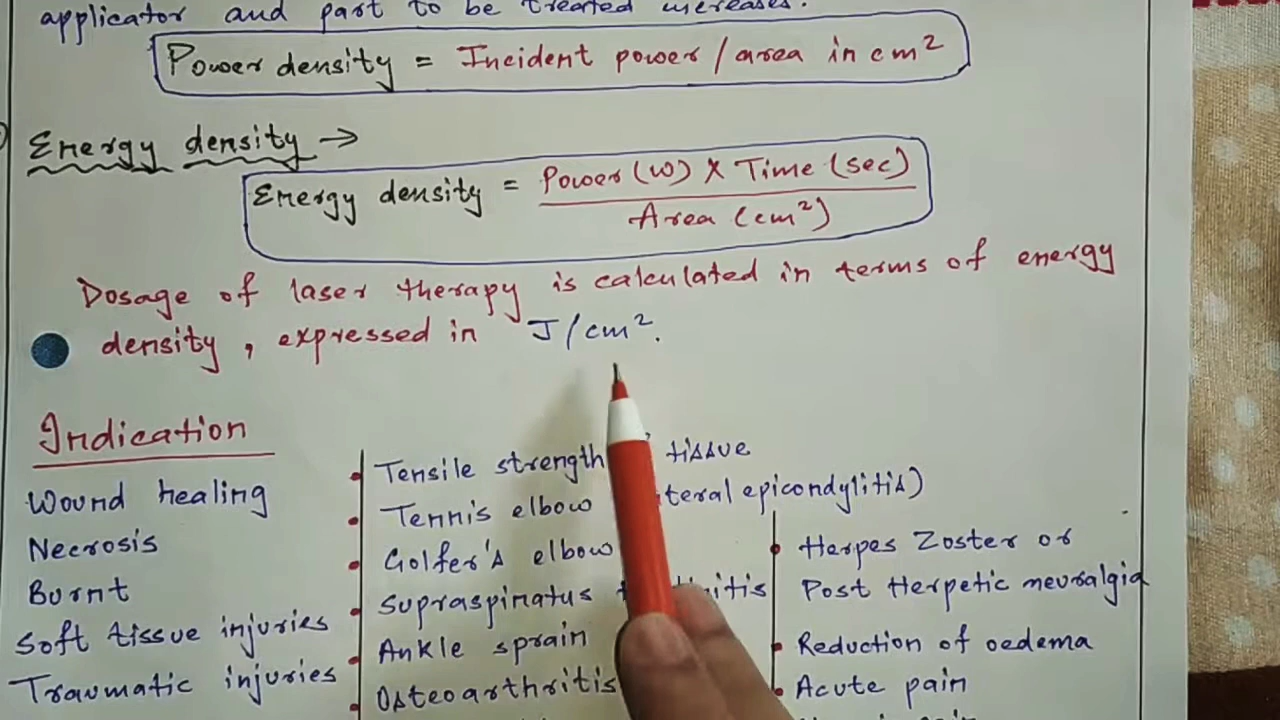 applicator and part to be treated increases.
Power density = Incident power / area in cm²
Energy density →
Energy density = Power (W) X Time (sec)
Area (cm²)
Dosage of laser therapy is calculated in terms of energy
density, expressed in J/cm².
Indication
Wound healing
Necrosis
Burnt
Soft tissue injuries
Traumatic injuries
• Tensile strength tissue
• Tennis elbow epicondylitis)
• Golfer's elbow
• Supraspinatus
• Ankle sprain
• Osteoarthritis
• Herpes Zoster or
Post Herpetic neuralgia
• Reduction of oedema
• Acute pain